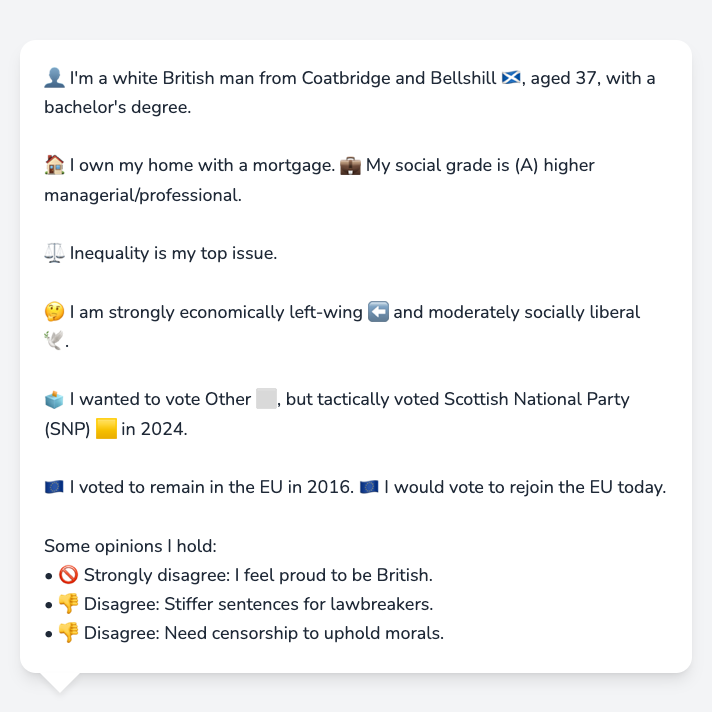 👤 I'm a white British man from Coatbridge and Bellshill 🏴󠁧󠁢󠁳󠁣󠁴󠁿, aged 37, with a
bachelor's degree.
🏠 I own my home with a mortgage. 💼 My social grade is (A) higher
managerial/professional.
⚖️ Inequality is my top issue.
🤔 I am strongly economically left-wing ⬅️ and moderately socially liberal
🕊️.
🗳️ I wanted to vote Other ⬜, but tactically voted Scottish National Party
(SNP) 🟨 in 2024.
🇪🇺 I voted to remain in the EU in 2016. 🇪🇺 I would vote to rejoin the EU today.
Some opinions I hold:
• 🚫 Strongly disagree: I feel proud to be British.
• 👎 Disagree: Stiffer sentences for lawbreakers.
• 👎 Disagree: Need censorship to uphold morals.